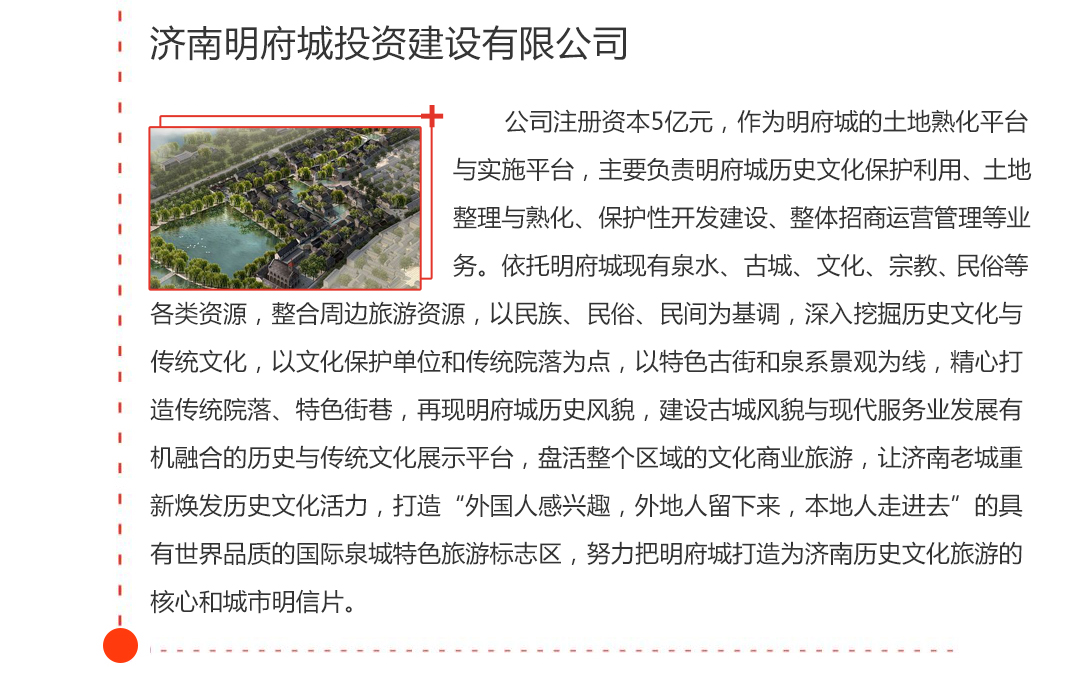 济南明府城投资建设有限公司
公司注册资本5亿元，作为明府城的土地熟化平台
与实施平台，主要负责明府城历史文化保护利用、土地
整理与熟化、保护性开发建设、整体招商运营管理等业
务。依托明府城现有泉水、古城、文化、宗教、民俗等
各类资源，整合周边旅游资源，以民族、民俗、民间为基调，深入挖掘历史文化与
传统文化，以文化保护单位和传统院落为点，以特色古街和泉系景观为线，精心打
造传统院落、特色街巷，再现明府城历史风貌，建设古城风貌与现代服务业发展有
机融合的历史与传统文化展示平台，盘活整个区域的文化商业旅游，让济南老城重
新焕发历史文化活力，打造“外国人感兴趣，外地人留下来，本地人走进去”的具
有世界品质的国际泉城特色旅游标志区，努力把明府城打造为济南历史文化旅游的
核心和城市明信片。